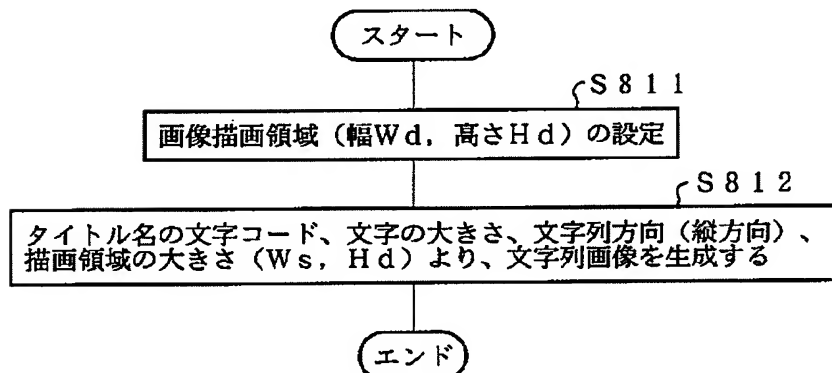 スタート
S811
画像描画領域（幅Wd，高さHd）の設定
S812
タイトル名の文字コード、文字の大きさ、文字列方向（縦方向）、
描画領域の大きさ（Ws，Hd）より、文字列画像を生成する
エンド